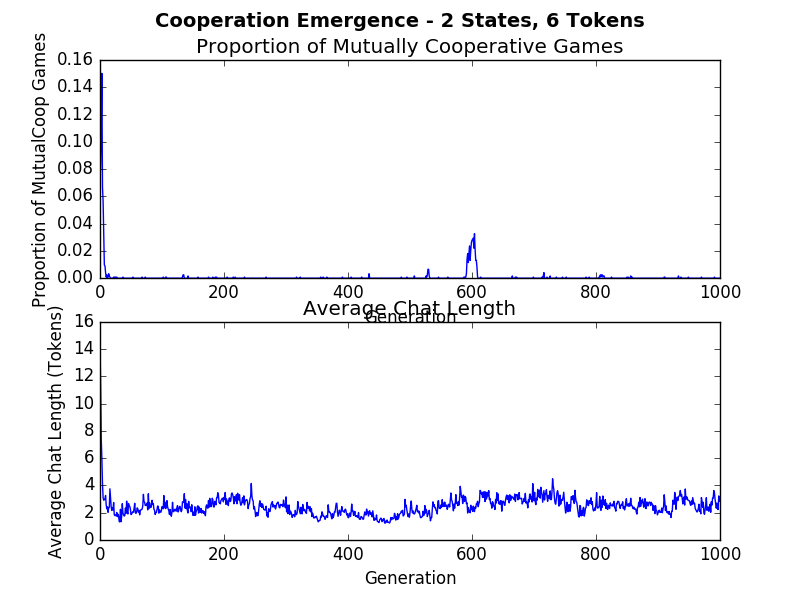 Cooperation Emergence - 2 States, 6 Tokens
Proportion of Mutually Cooperative Games
Proportion of MutualCoop Games
0.16
0.14
0.12
0.10
0.08
0.06
0.04
0.02
0.00
0 200 400 600 800 1000
Generation
Average Chat Length
Average Chat Length (Tokens)
16
14
12
10
8
6
4
2
0
0 200 400 600 800 1000
Generation